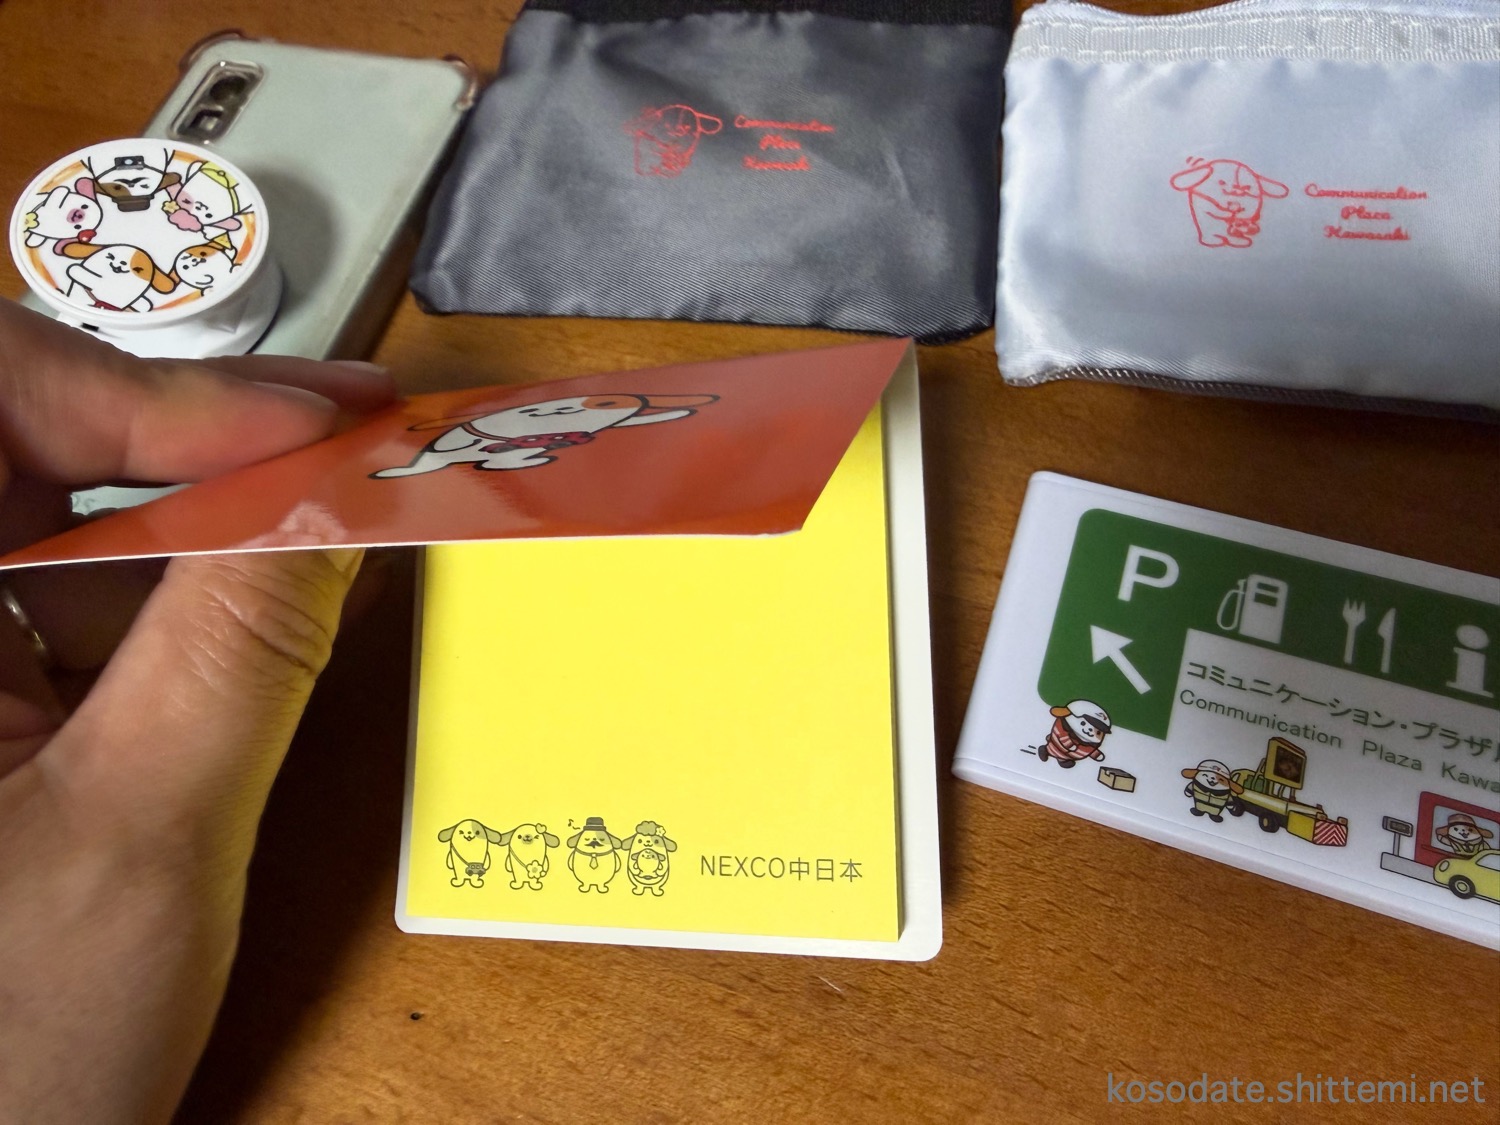 Communication
Plaza
Kawasaki
Communication
Plaza
Kawasaki
P
コミュニケーション・プラザ
Communication Plaza Kawa
NEXCO中日本
kosodate.shittemi.net